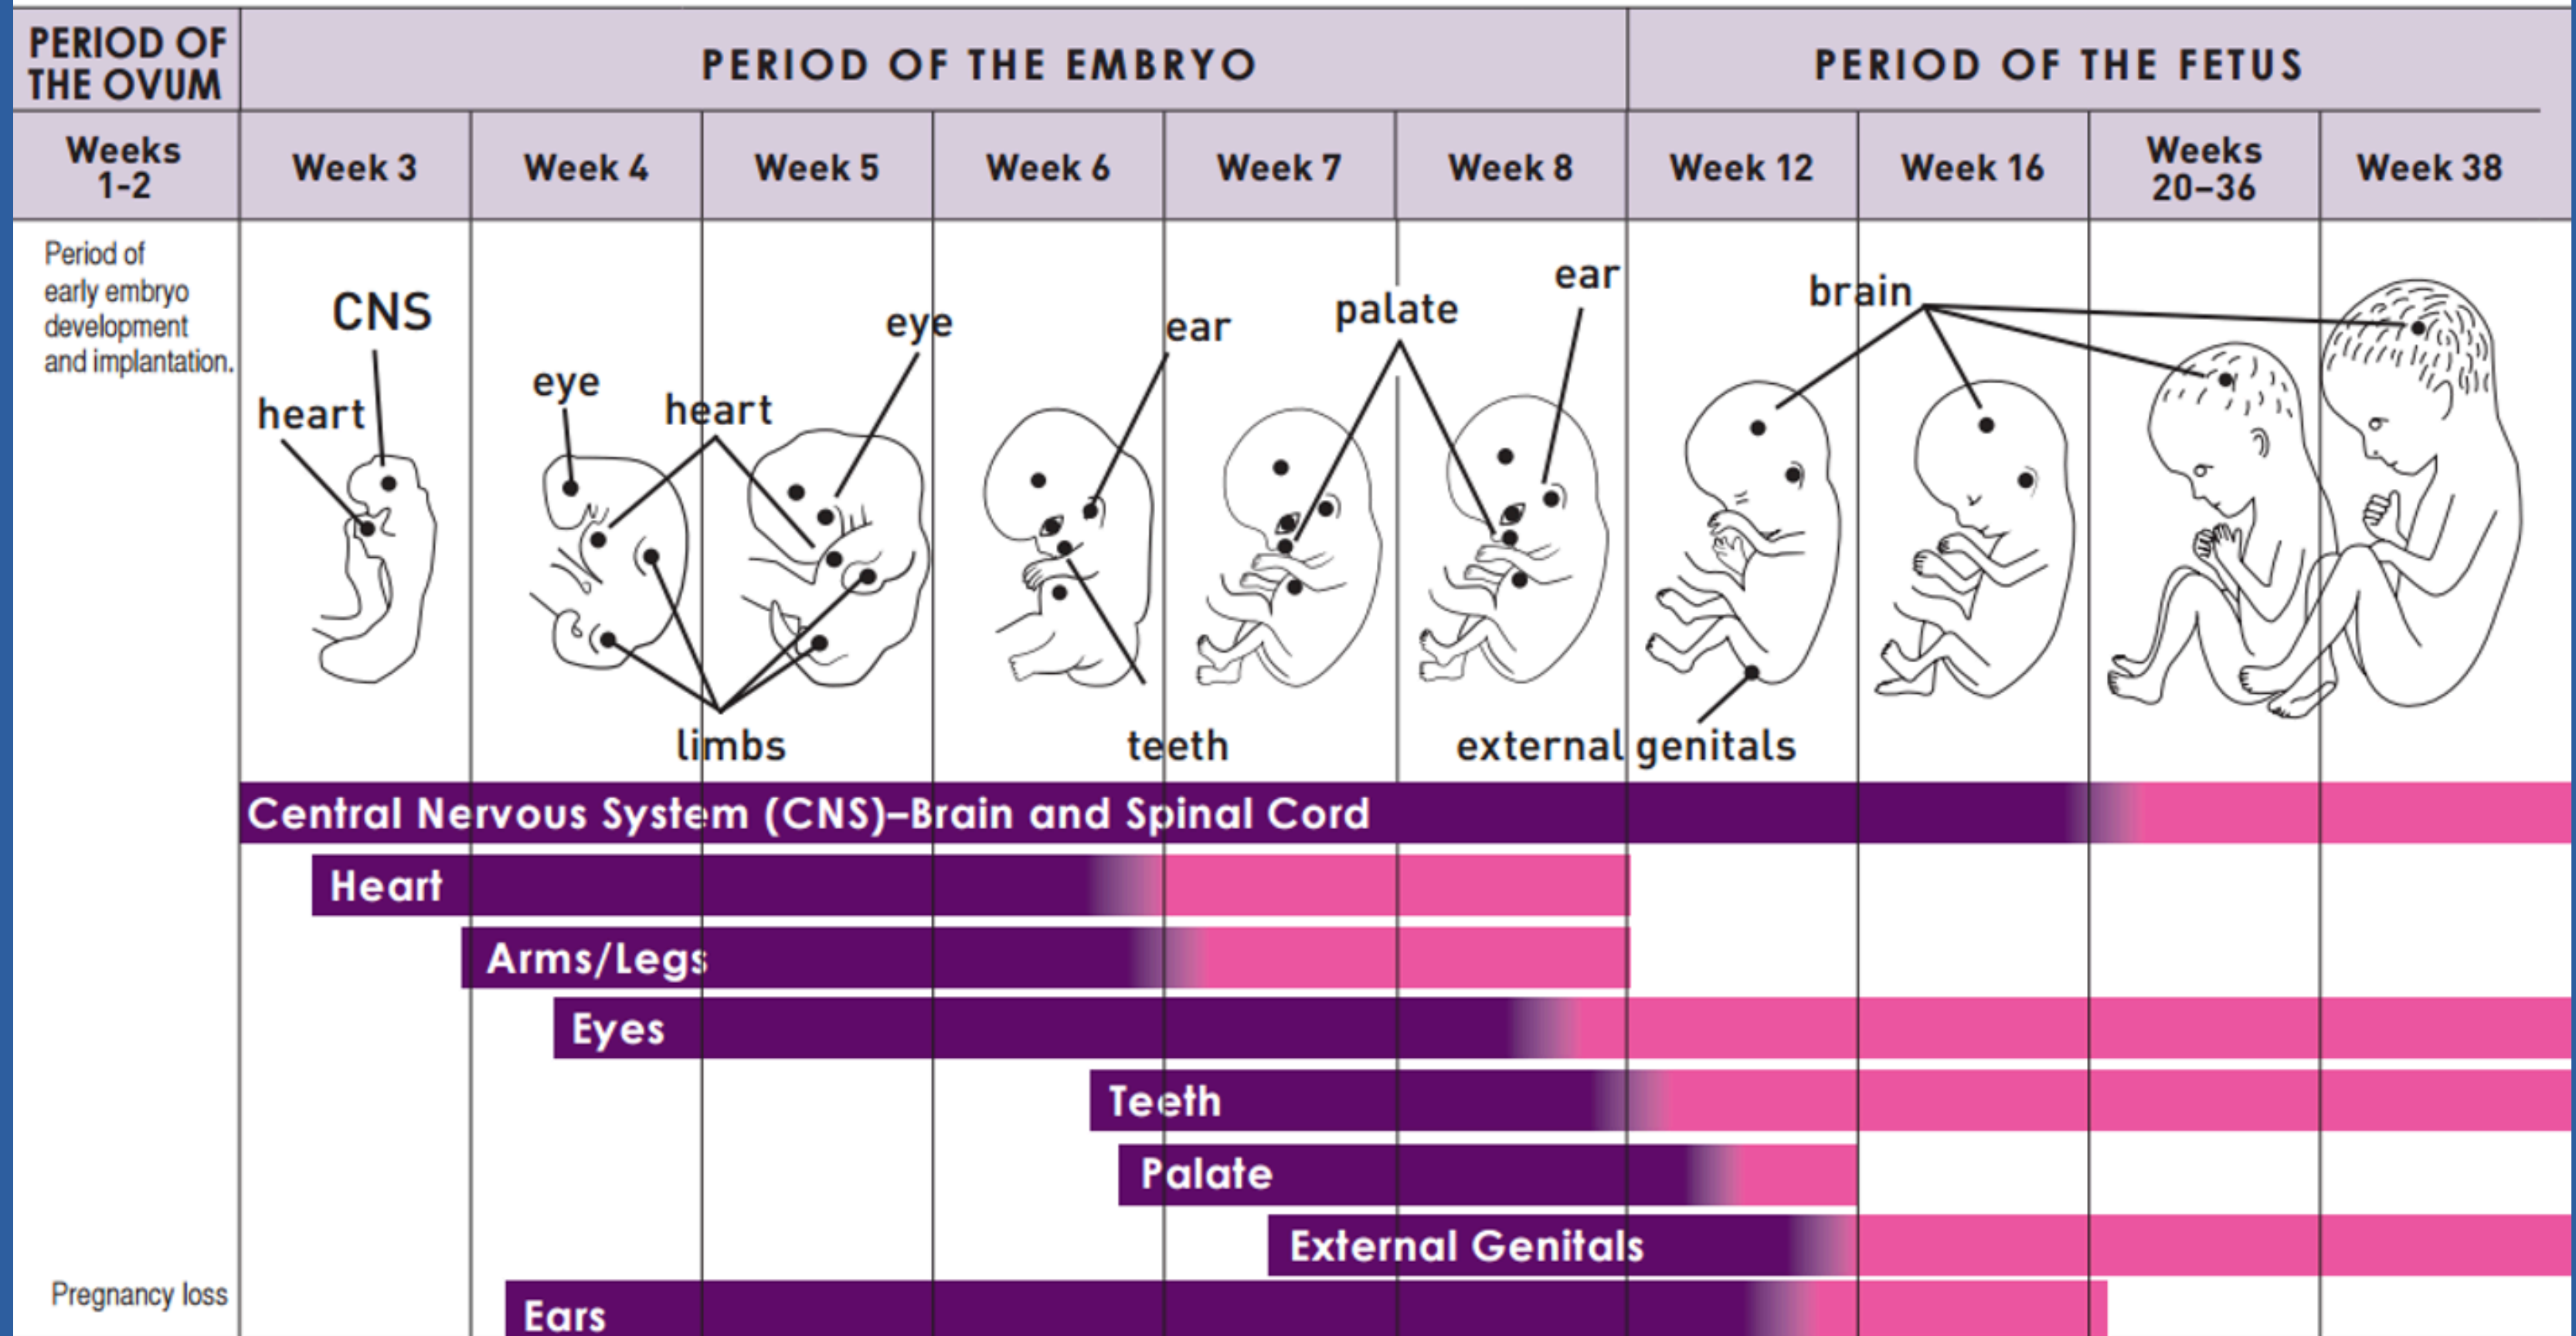 PERIOD OF
THE OVUM
PERIOD OF THE EMBRYO
PERIOD OF THE FETUS
Weeks
1-2
Week 3
Week 4
Week 5
Week 6
Week 7
Week 8
Week 12
Week 16
Weeks
20–36
Week 38
Period of
early embryo
development
and implantation.
CNS
heart
eye
heart
eye
ear
palate
ear
brain
limbs
teeth
external genitals
Central Nervous System (CNS)–Brain and Spinal Cord
Heart
Arms/Legs
Eyes
Teeth
Palate
External Genitals
Pregnancy loss
Ears